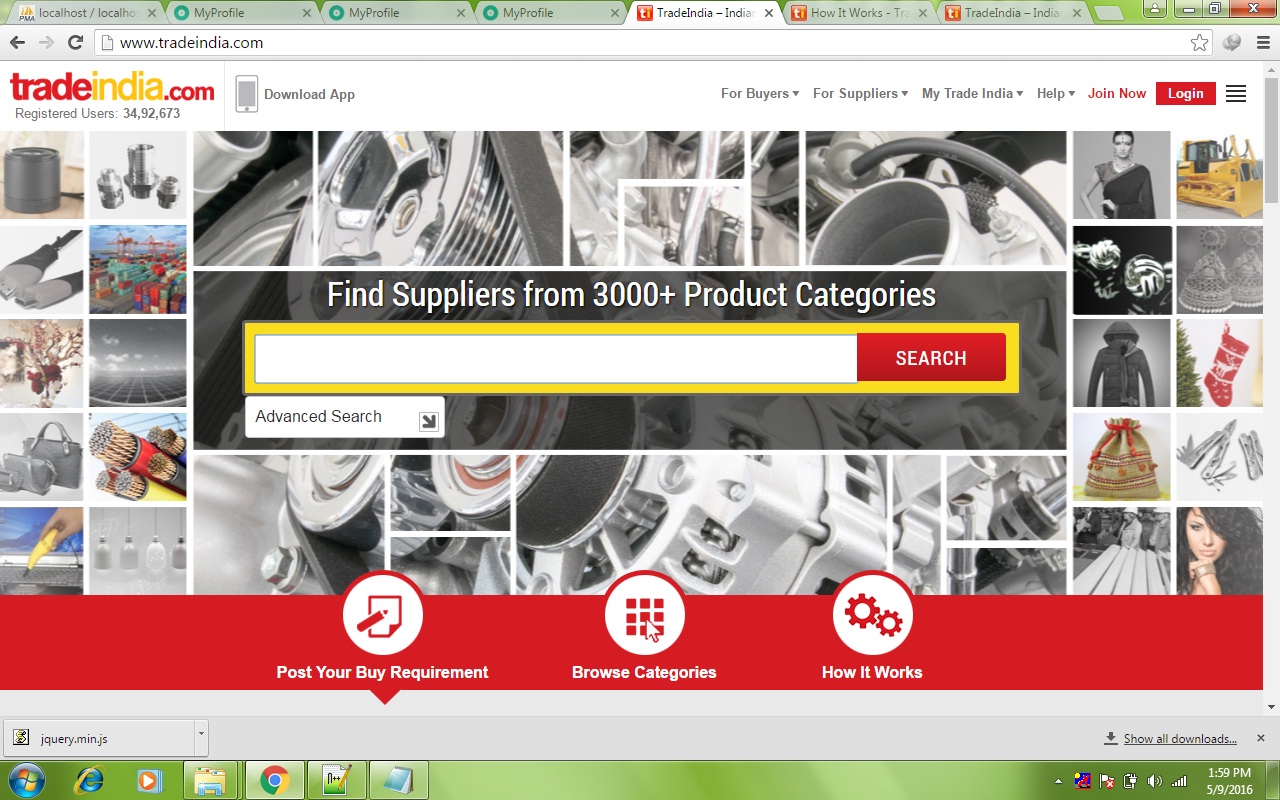 localhost / localho
MyProfile
MyProfile
MyProfile
TradeIndia – Indian
How It Works - Tra
TradeIndia – Indian
www.tradeindia.com
tradeindia.com
Registered Users: 34,92,673
Download App
For Buyers
For Suppliers
My Trade India
Help
Join Now
Login
Find Suppliers from 3000+ Product Categories
SEARCH
Advanced Search
Post Your Buy Requirement
Browse Categories
How It Works
jquery.min.js
Show all downloads...
1:59 PM
5/9/2016